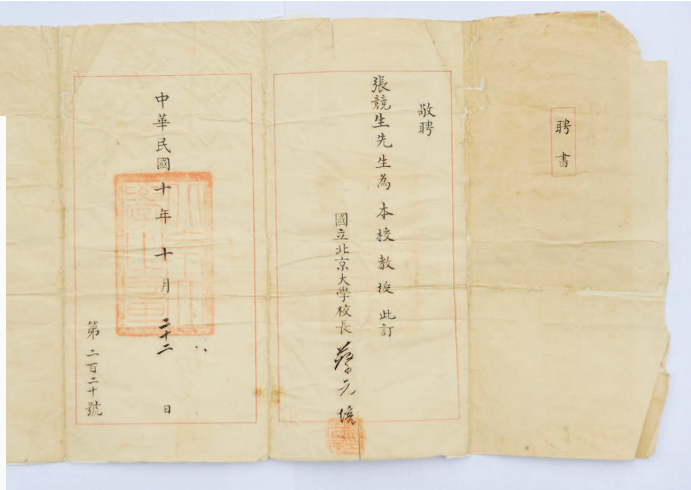 聘書
敬聘
張競生先生為本校教授此訂
國立北京大學校長蔡元培
中華民國十年十月二十二日
第二百二十號